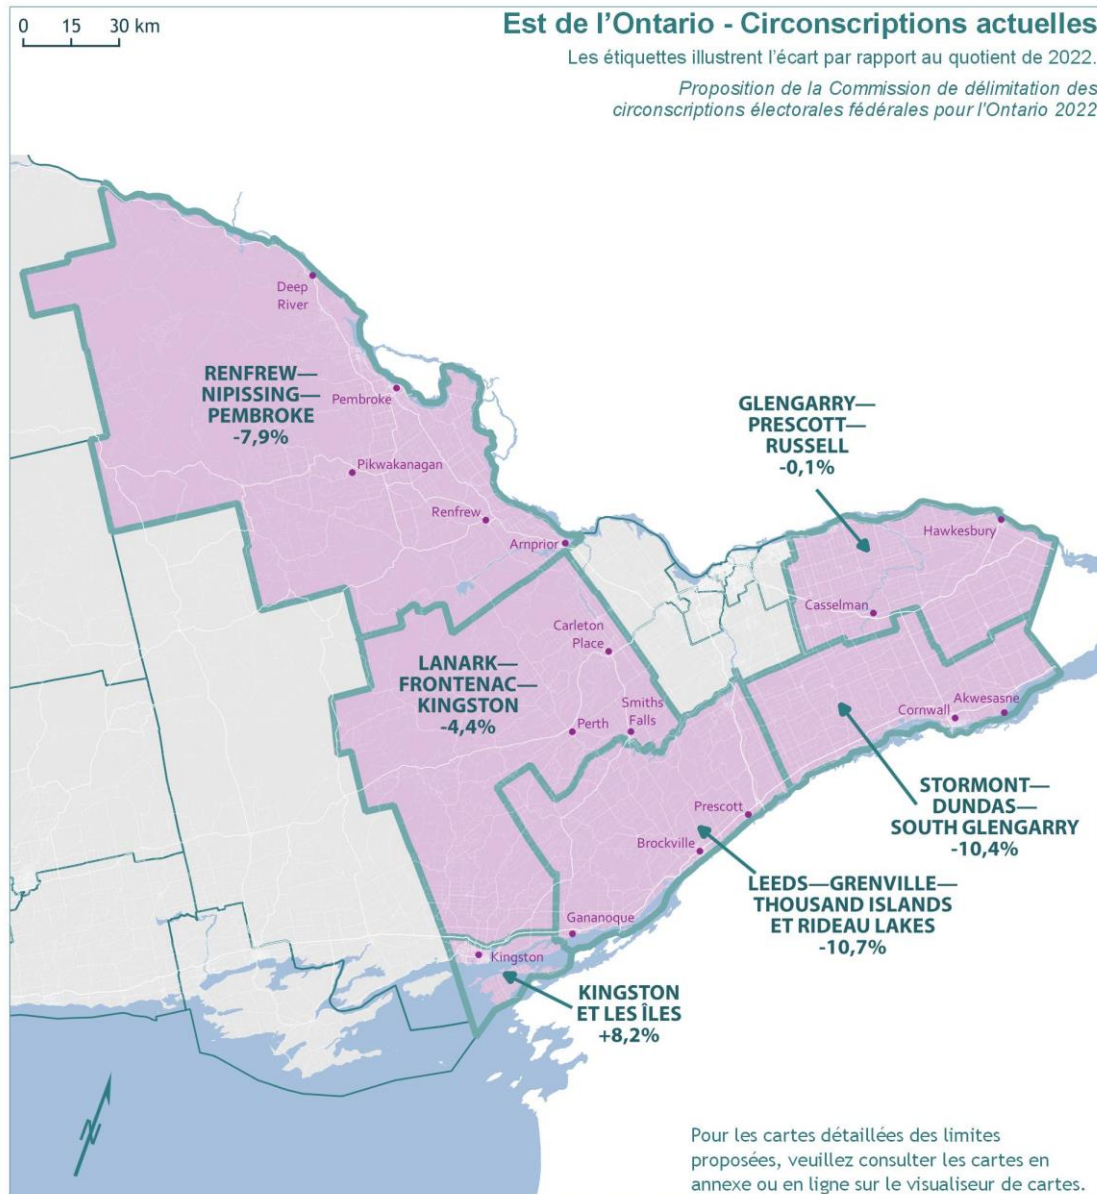 0 15 30 km
Est de l'Ontario - Circonscriptions actuelles
Les étiquettes illustrent l'écart par rapport au quotient de 2022.
Proposition de la Commission de délimitation des
circonscriptions électorales fédérales pour l'Ontario 2022
Deep
River
RENFREW—
NIPISSING—
PEMBROKE
-7,9%
Pembroke
Pikwakanagan
Renfrew
Arnprior
GLENGARRY—
PRESCOTT—
RUSSELL
-0,1%
Hawkesbury
Casselman
Carleton
Place
LANARK—
FRONTENAC—
KINGSTON
-4,4%
Smiths
Falls
Perth
Cornwall
Akwesasne
STORMONT—
DUNDAS—
SOUTH GLENGARRY
-10,4%
Prescott
Brockville
LEEDS—GRENVILLE—
THOUSAND ISLANDS
ET RIDEAU LAKES
-10,7%
Gananoque
Kingston
KINGSTON
ET LES ÎLES
+8,2%
N
Pour les cartes détaillées des limites
proposées, veuillez consulter les cartes en
annexe ou en ligne sur le visualiseur de cartes.